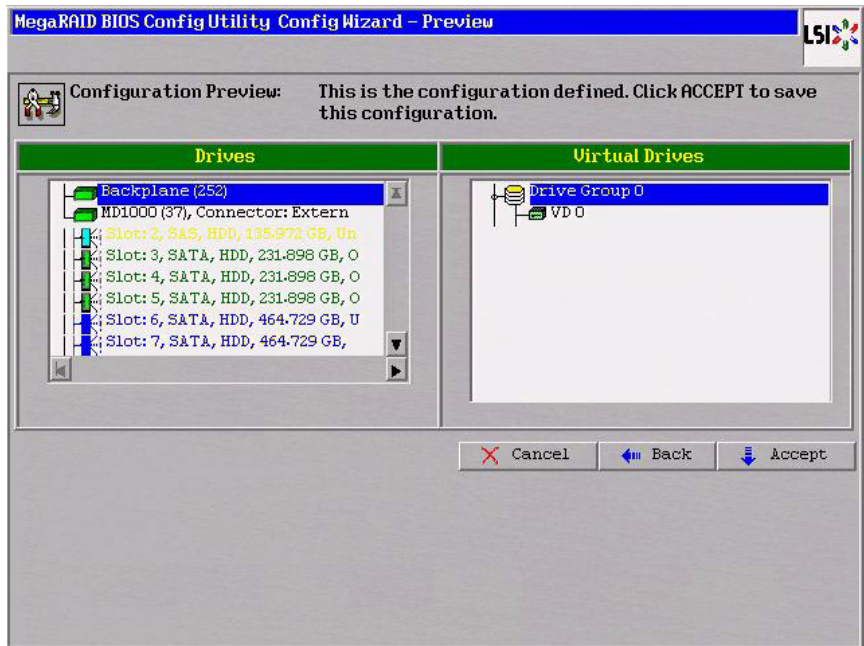 MegaRAID BIOS Config Utility Config Wizard – Preview
LSI
Configuration Preview: This is the configuration defined. Click ACCEPT to save
this configuration.
Drives
Backplane (252)
MD1000 (37), Connector: Extern
Slot: 2, SAS, HDD, 135.972 GB, Un
Slot: 3, SATA, HDD, 231.898 GB, O
Slot: 4, SATA, HDD, 231.898 GB, O
Slot: 5, SATA, HDD, 231.898 GB, O
Slot: 6, SATA, HDD, 464.729 GB, U
Slot: 7, SATA, HDD, 464.729 GB,
Virtual Drives
Drive Group 0
VD 0
Cancel
Back
Accept